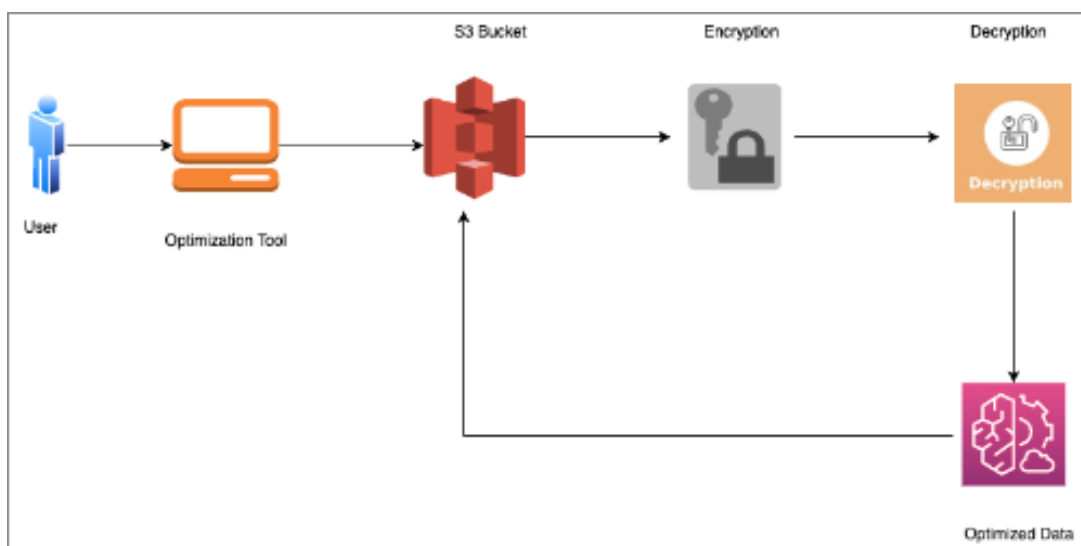 S3 Bucket
Encryption
Decryption
Decryption
User
Optimization Tool
Optimized Data